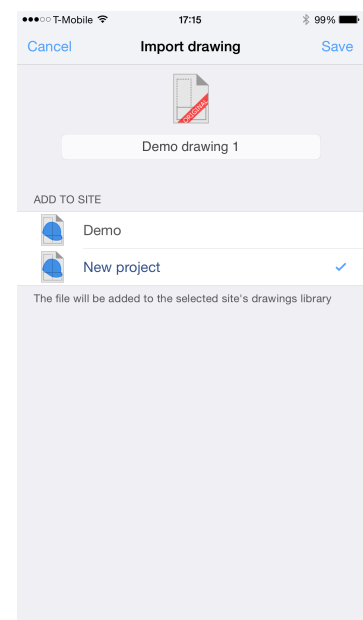 T-Mobile 17:15 99%
Cancel Import drawing Save
ORIGINAL
Demo drawing 1
ADD TO SITE
Demo
New project
The file will be added to the selected site's drawings library